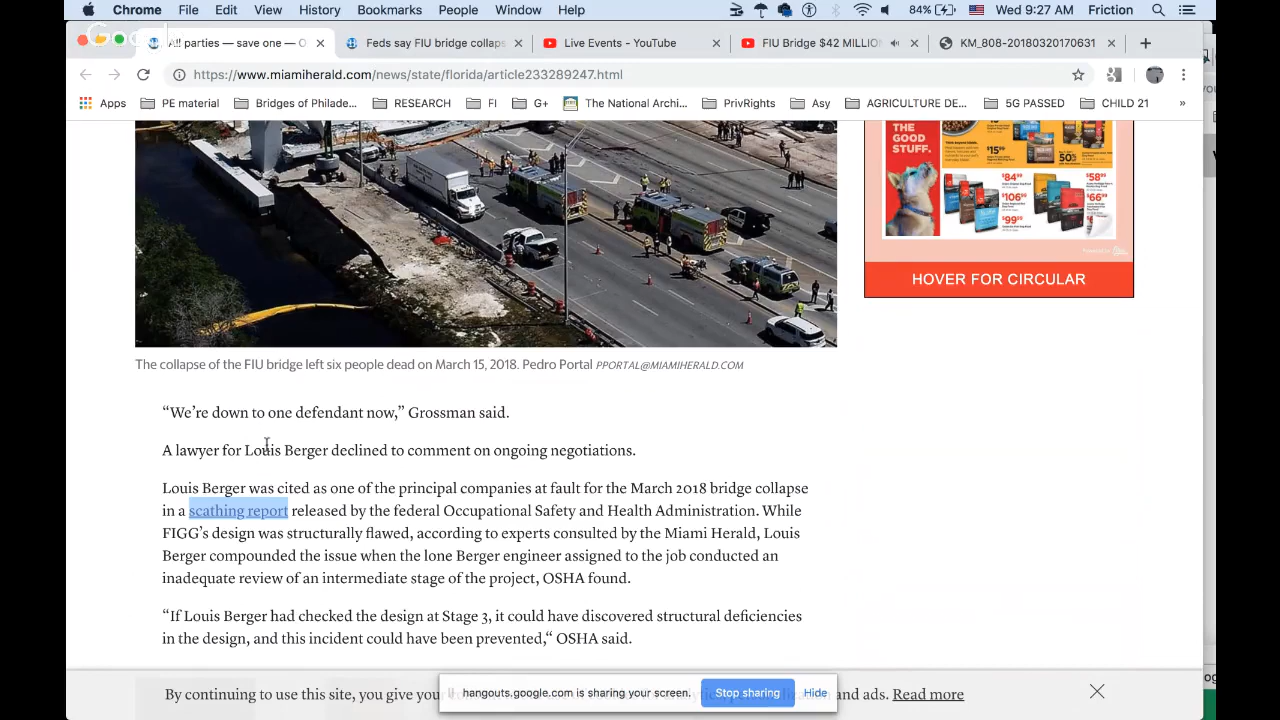 Chrome File Edit View History Bookmarks People Window Help 84% Wed 9:27 AM Friction
Google
All parties — save one — O
Feds say FIU bridge collaps
Live Events - YouTube
FIU Bridge $42 MILLION
KM_808-20180320170631
https://www.miamiherald.com/news/state/florida/article233289247.html
Apps PE material Bridges of Philade... RESEARCH FI G+ The National Archi... PrivRights Asy AGRICULTURE DE... 5G PASSED CHILD 21 »
THE
GOOD
STUFF.
$15.99
50%
$84.99
$106.99
$99
$58.99
$66
HOVER FOR CIRCULAR
The collapse of the FIU bridge left six people dead on March 15, 2018. Pedro Portal PPORTAL@MIAMIHERALD.COM
“We’re down to one defendant now,” Grossman said.
A lawyer for Louis Berger declined to comment on ongoing negotiations.
Louis Berger was cited as one of the principal companies at fault for the March 2018 bridge collapse
in a scathing report released by the federal Occupational Safety and Health Administration. While
FIGG’s design was structurally flawed, according to experts consulted by the Miami Herald, Louis
Berger compounded the issue when the lone Berger engineer assigned to the job conducted an
inadequate review of an intermediate stage of the project, OSHA found.
“If Louis Berger had checked the design at Stage 3, it could have discovered structural deficiencies
in the design, and this incident could have been prevented,“ OSHA said.
By continuing to use this site, you give your and ads. Read more
hangouts.google.com is sharing your screen. Stop sharing Hide